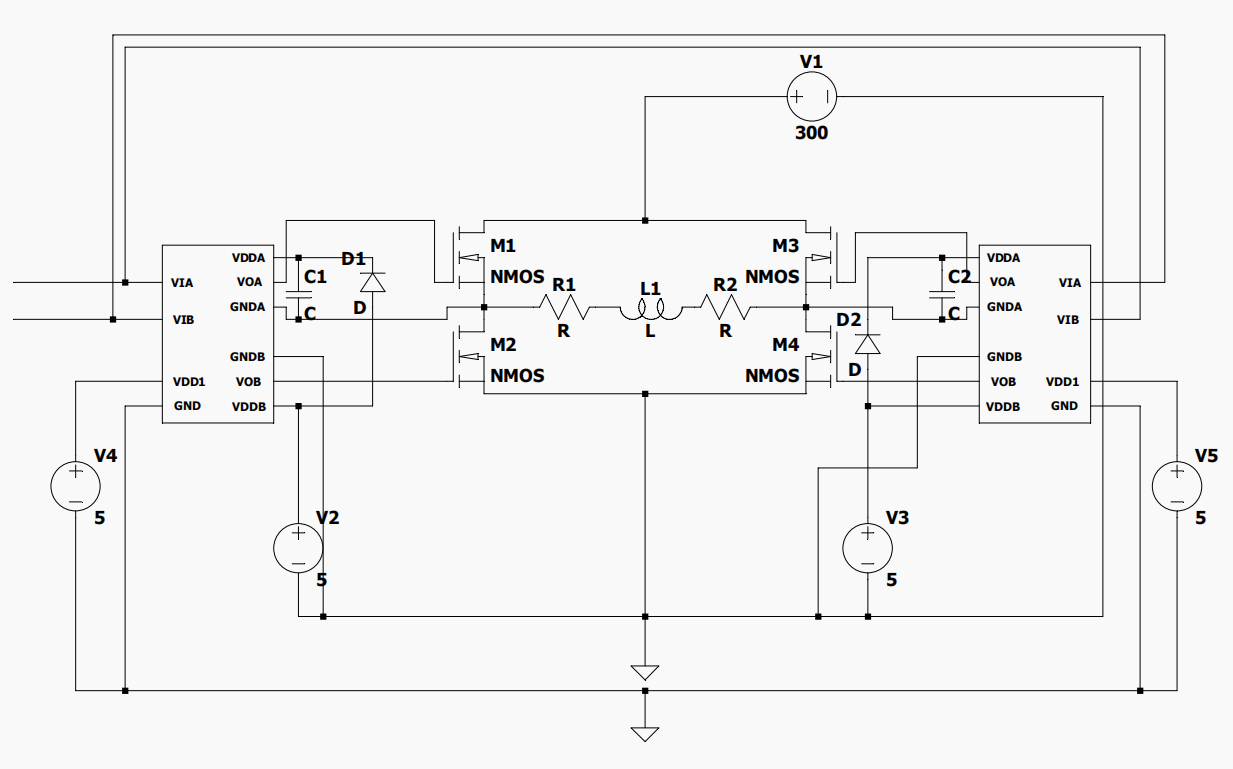 V1
300
VDDA
VOA
GNDA
GNDB
VOB
VDDB
VIA
VIB
VDD1
GND
C1
C
D1
D
M1
NMOS
M2
NMOS
R1
R
L1
L
R2
R
M3
NMOS
M4
NMOS
D2
D
C2
C
VDDA
VOA
GNDA
GNDB
VOB
VDDB
VIA
VIB
VDD1
GND
V4
5
V2
5
V3
5
V5
5